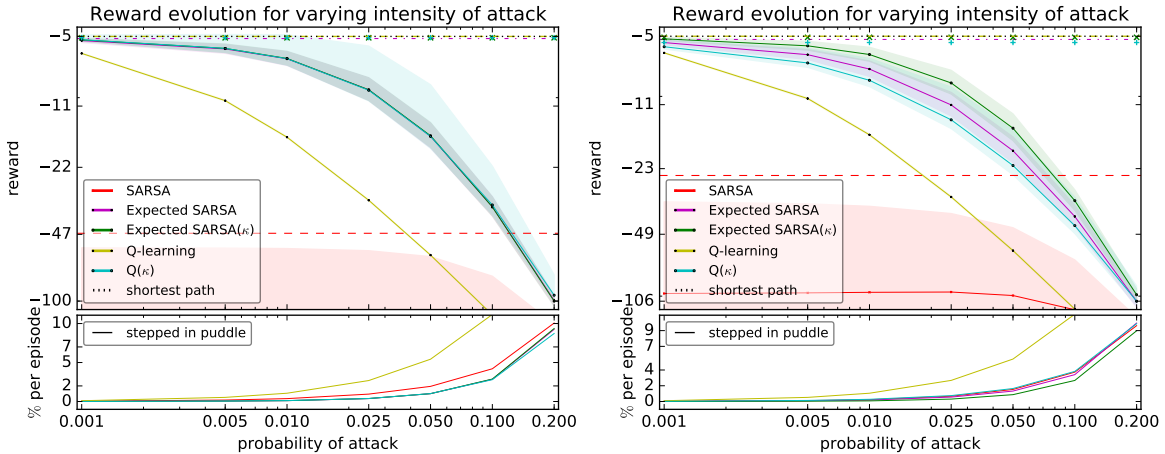 Reward evolution for varying intensity of attack
reward
−5
−11
−22
−47
−100
SARSA
Expected SARSA
Expected SARSA(κ)
Q-learning
Q(κ)
shortest path
% per episode
10
7
5
2
0
stepped in puddle
0.001
0.005
0.010
0.025
0.050
0.100
0.200
probability of attack
Reward evolution for varying intensity of attack
reward
−5
−11
−23
−49
−106
SARSA
Expected SARSA
Expected SARSA(κ)
Q-learning
Q(κ)
shortest path
% per episode
9
7
4
2
0
stepped in puddle
0.001
0.005
0.010
0.025
0.050
0.100
0.200
probability of attack